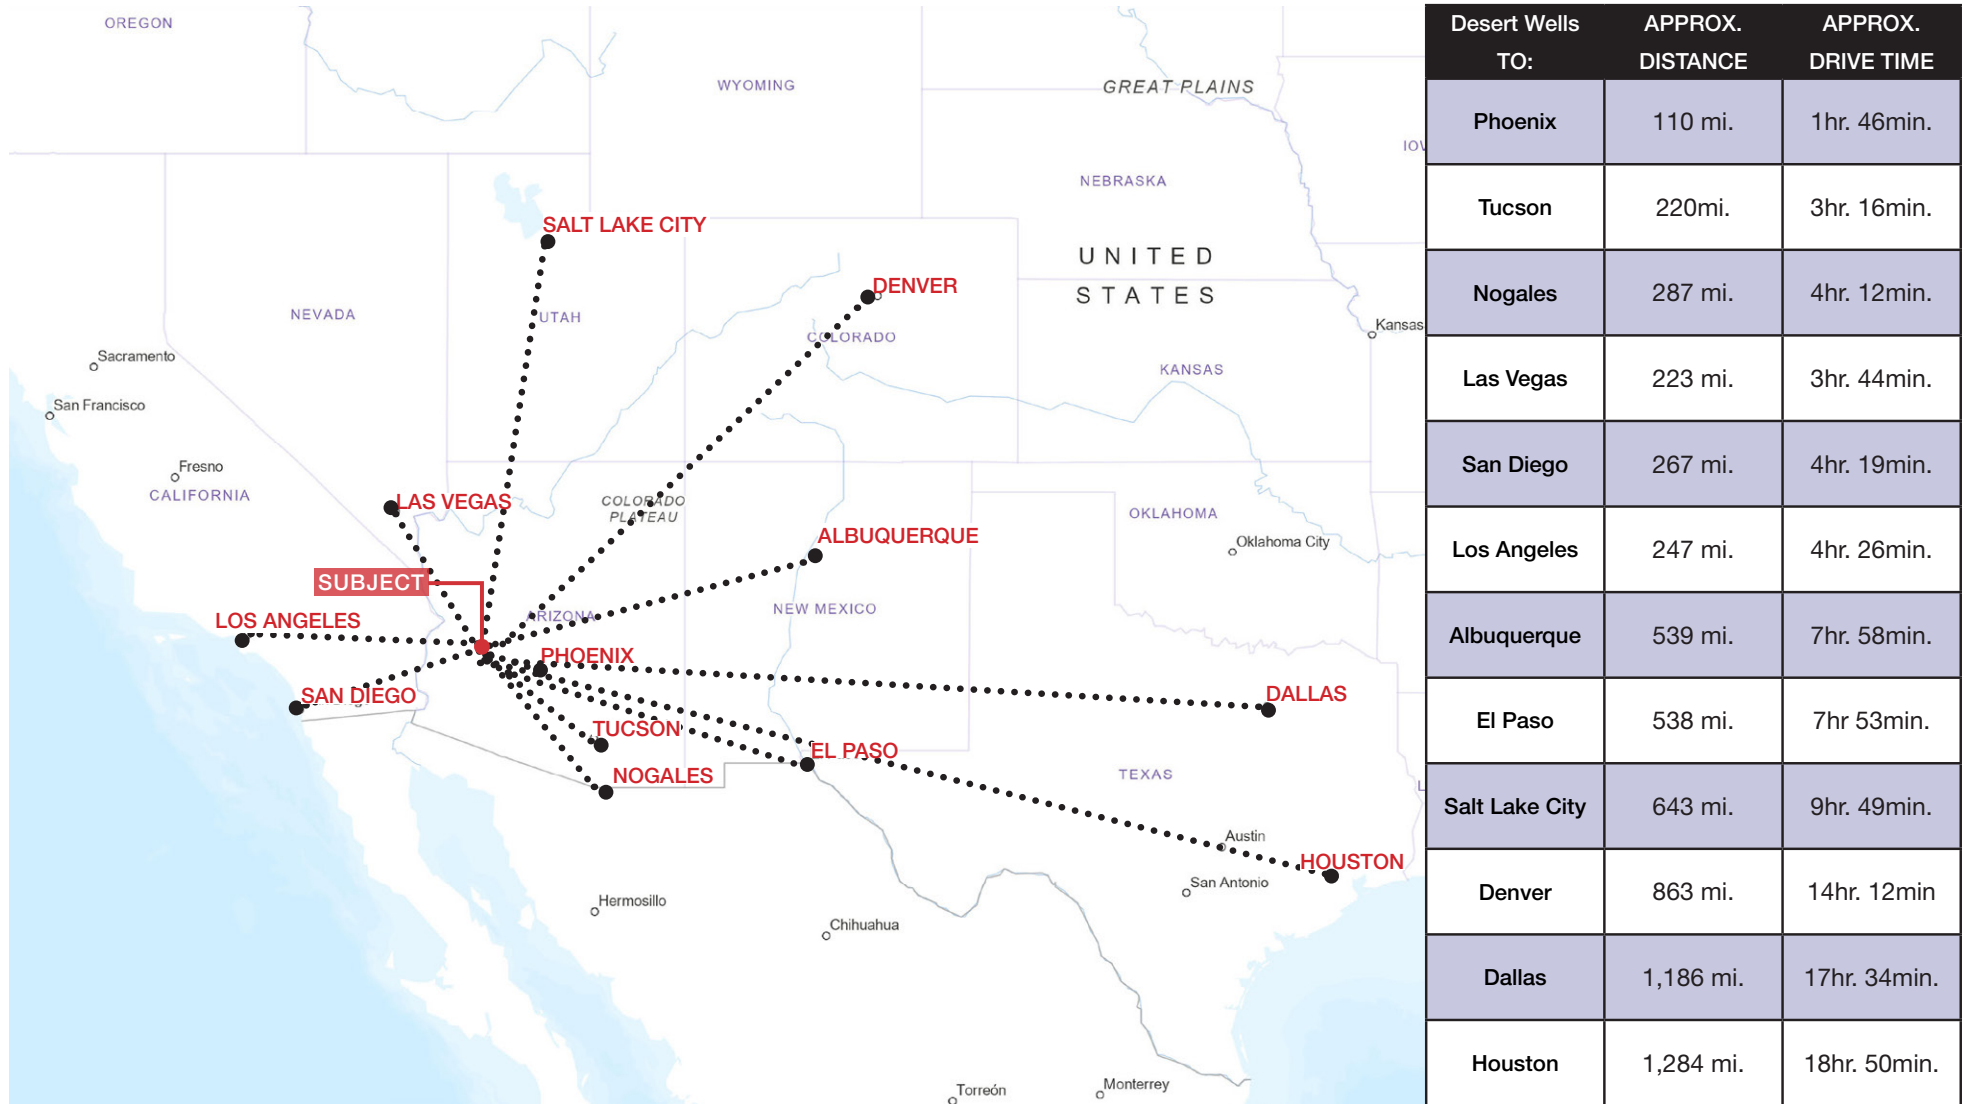 OREGON
WYOMING
GREAT PLAINS
NEBRASKA
SALT LAKE CITY
UNITED
STATES
DENVER
NEVADA
UTAH
COLORADO
Kansas
Sacramento
KANSAS
San Francisco
Fresno
CALIFORNIA
LAS VEGAS
COLORADO
PLATEAU
OKLAHOMA
Oklahoma City
ALBUQUERQUE
SUBJECT
ARIZONA
NEW MEXICO
LOS ANGELES
PHOENIX
SAN DIEGO
DALLAS
TUCSON
EL PASO
NOGALES
TEXAS
Austin
HOUSTON
San Antonio
Hermosillo
Chihuahua
Torreón
Monterrey
Desert Wells TO: APPROX. DISTANCE APPROX. DRIVE TIME
Phoenix 110 mi. 1hr. 46min.
Tucson 220mi. 3hr. 16min.
Nogales 287 mi. 4hr. 12min.
Las Vegas 223 mi. 3hr. 44min.
San Diego 267 mi. 4hr. 19min.
Los Angeles 247 mi. 4hr. 26min.
Albuquerque 539 mi. 7hr. 58min.
El Paso 538 mi. 7hr 53min.
Salt Lake City 643 mi. 9hr. 49min.
Denver 863 mi. 14hr. 12min
Dallas 1,186 mi. 17hr. 34min.
Houston 1,284 mi. 18hr. 50min.